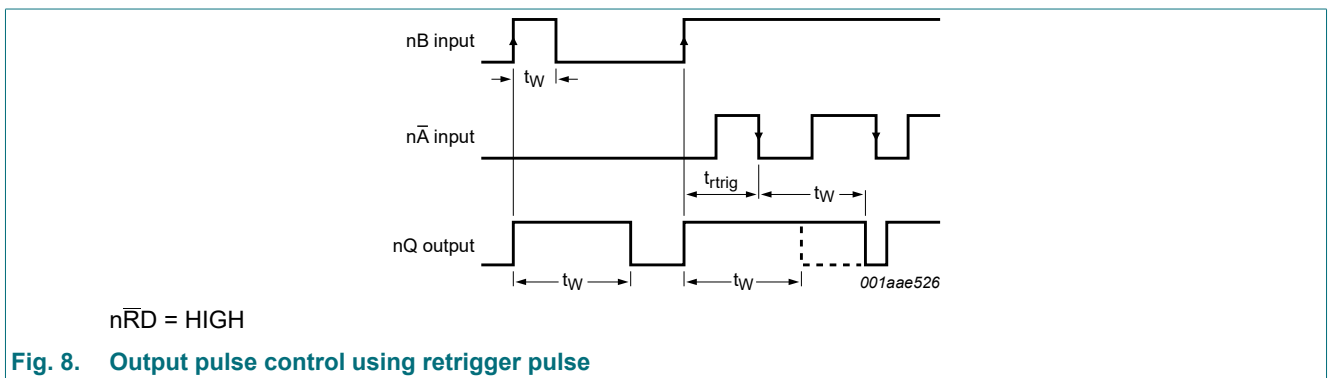 nB input
tW
nA̅ input
trtrig
tW
nQ output
tW
tW
001aae526
nR̅D = HIGH
Fig. 8. Output pulse control using retrigger pulse